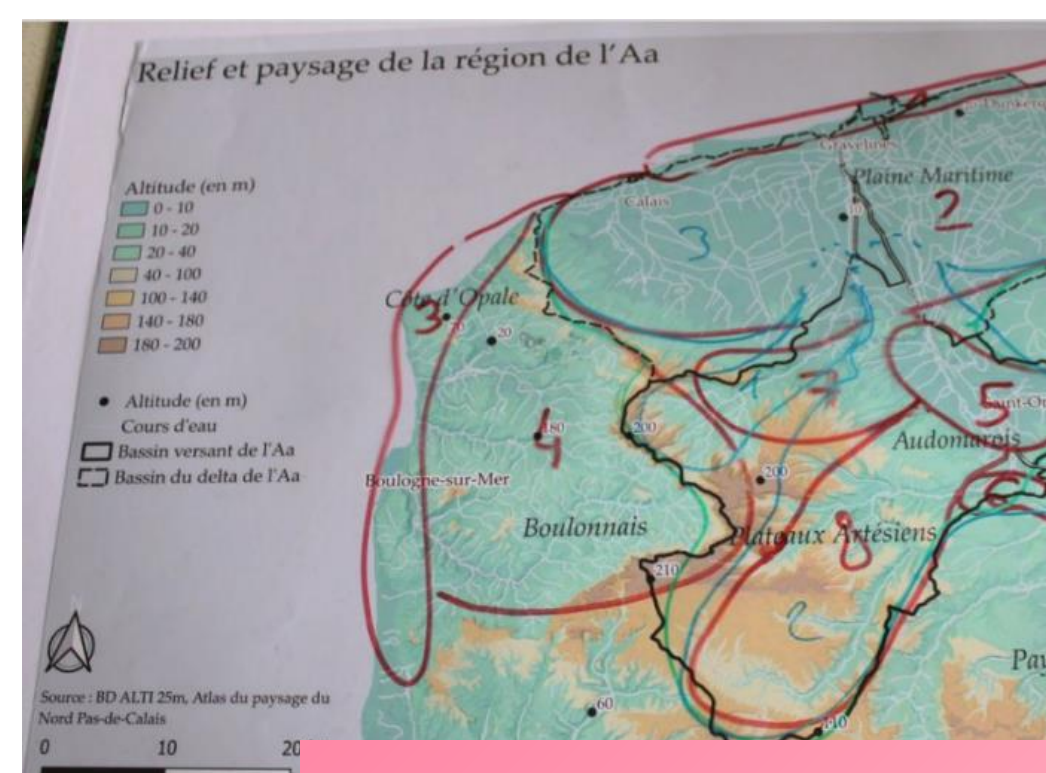 Relief et paysage de la région de l'Aa
Altitude (en m)
0 - 10
10 - 20
20 - 40
40 - 100
100 - 140
140 - 180
180 - 200
Altitude (en m)
Cours d'eau
Bassin versant de l'Aa
Bassin du delta de l'Aa
Source : BD ALTI 25m, Atlas du paysage du
Nord Pas-de-Calais
0 10 20
Gravelines
Plaine Maritime
10
2
Calais
3
Côte d'Opale
3
20
1
7
5
Audomarois
4
200
200
Boulogne-sur-Mer
Boulonnais
Plateaux Artésiens
8
210
2
60